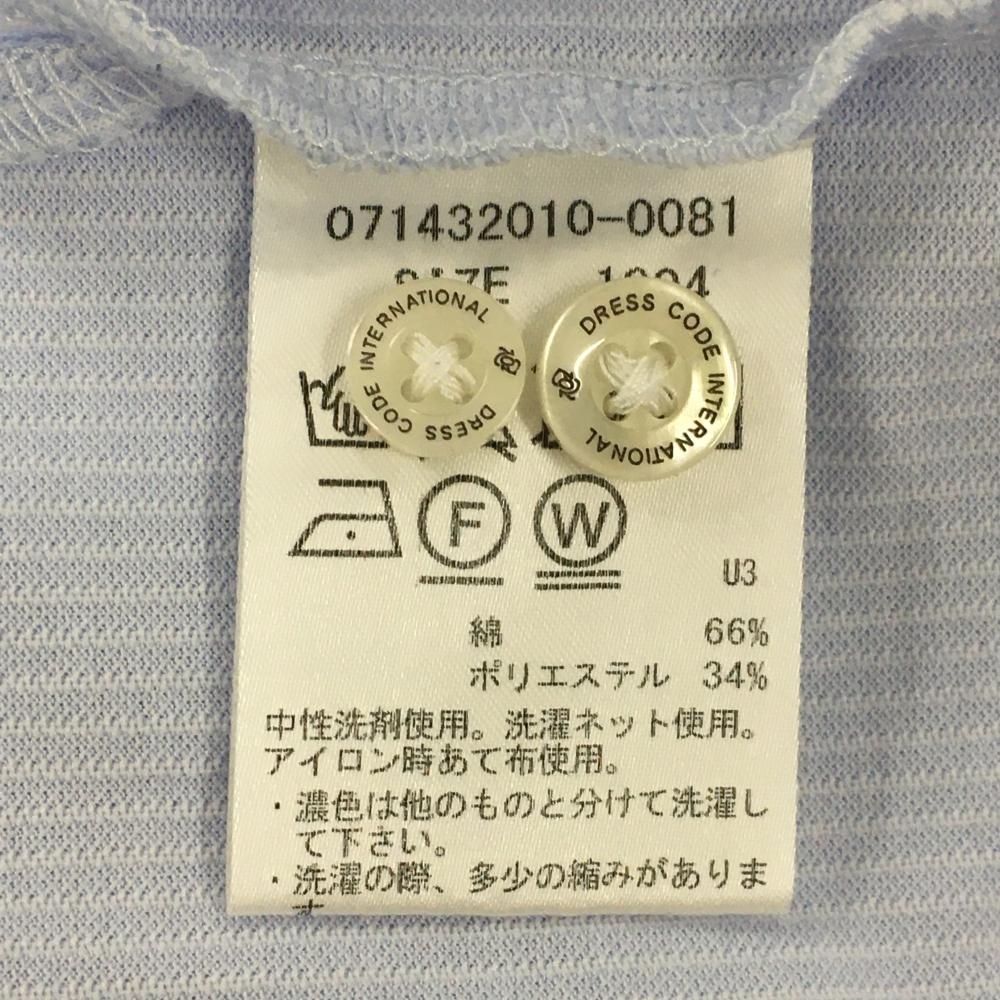 071432010-0081
SIZE 1004
DRESS CODE INTERNATIONAL
DRESS CODE INTERNATIONAL
F W
U3
綿 66%
ポリエステル 34%
中性洗剤使用。洗濯ネット使用。
アイロン時あて布使用。
・濃色は他のものと分けて洗濯し
て下さい。
・洗濯の際、多少の縮みがありま
す